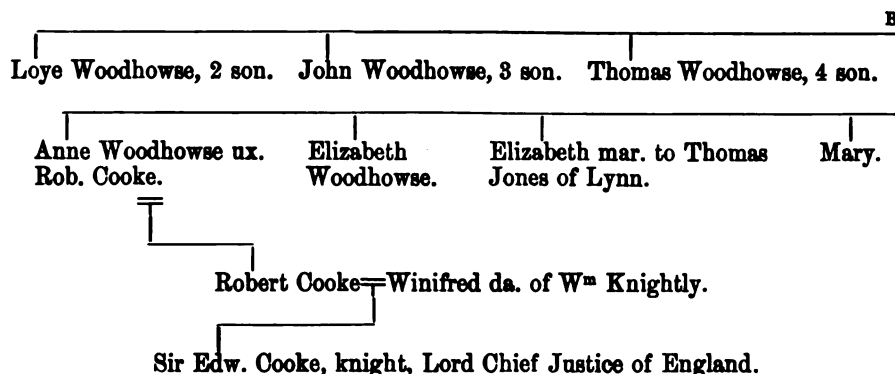 B
Loye Woodhowse, 2 son. John Woodhowse, 3 son. Thomas Woodhowse, 4 son.
Anne Woodhowse ux. Elizabeth Elizabeth mar. to Thomas Mary.
Rob. Cooke. Woodhowse. Jones of Lynn.
Robert Cooke=Winifred da. of Wᵐ Knightly.
Sir Edw. Cooke, knight, Lord Chief Justice of England.